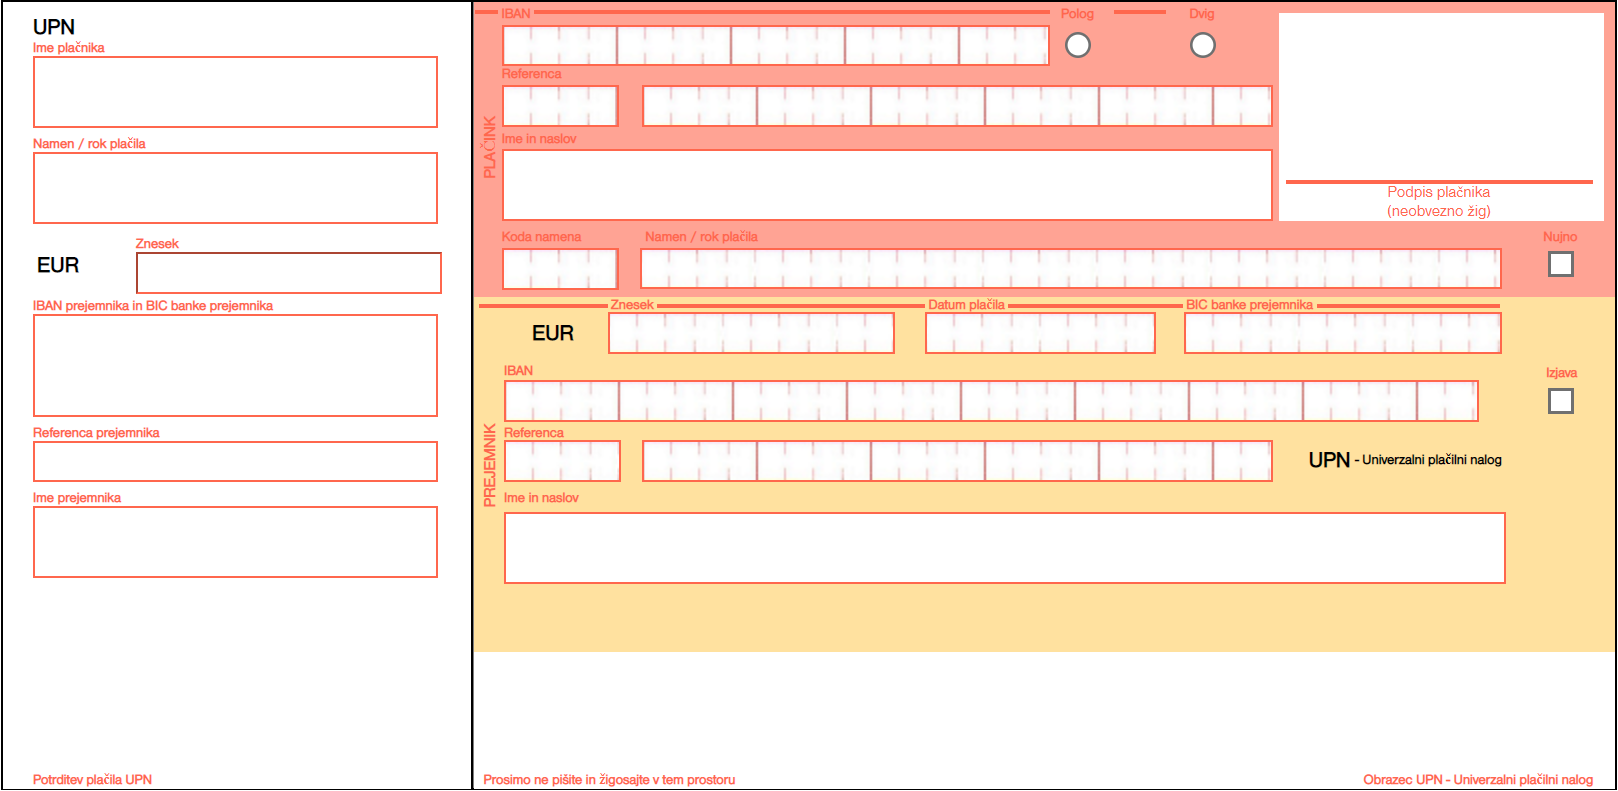 UPN
Ime plačnika
Namen / rok plačila
Znesek
EUR
IBAN prejemnika in BIC banke prejemnika
Referenca prejemnika
Ime prejemnika
Potrditev plačila UPN
IBAN
Polog
Dvig
Referenca
PLAČINK
Ime in naslov
Podpis plačnika
(neobvezno žig)
Koda namena
Namen / rok plačila
Nujno
Znesek
Datum plačila
BIC banke prejemnika
EUR
IBAN
Izjava
PREJEMNIK
Referenca
UPN - Univerzalni plačilni nalog
Ime in naslov
Prosimo ne pišite in žigosajte v tem prostoru
Obrazec UPN - Univerzalni plačilni nalog